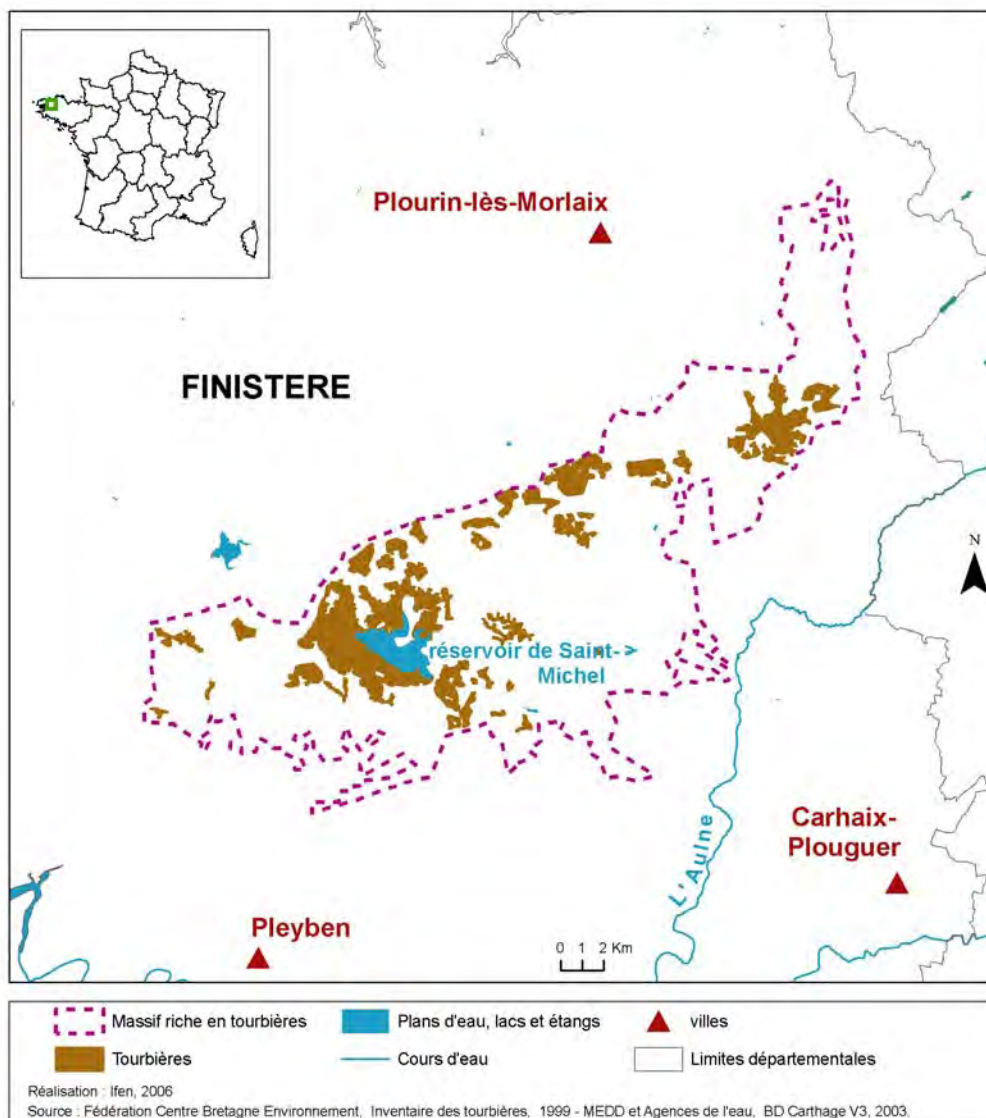 Plourin-lès-Morlaix
FINISTERE
N
réservoir de Saint- >
Michel
L'Aulne
Carhaix-
Plouguer
Pleyben
0 1 2 Km
Massif riche en tourbières
Plans d'eau, lacs et étangs
villes
Tourbières
Cours d'eau
Limites départementales
Réalisation : Ifen, 2006
Source : Fédération Centre Bretagne Environnement, Inventaire des tourbières, 1999 - MEDD et Agences de l'eau, BD Carthage V3, 2003.